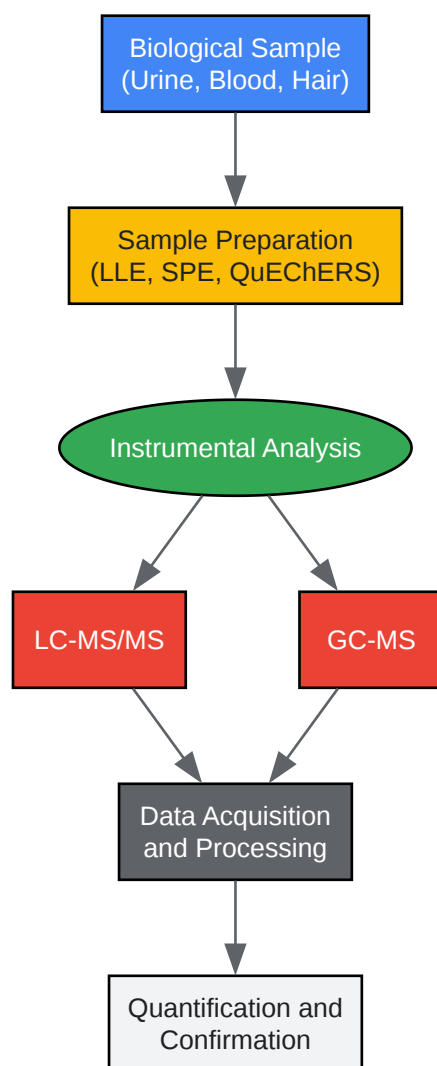 Biological Sample
(Urine, Blood, Hair)
Sample Preparation
(LLE, SPE, QuEChERS)
Instrumental Analysis
LC-MS/MS
GC-MS
Data Acquisition
and Processing
Quantification and
Confirmation